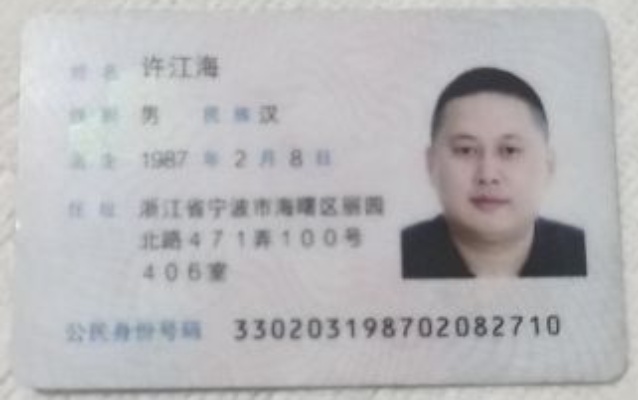 姓名 许江海
性别 男 民族 汉
出生 1987 年 2 月 8 日
住址 浙江省宁波市海曙区丽园
北路471弄100号
406室
公民身份号码 330203198702082710